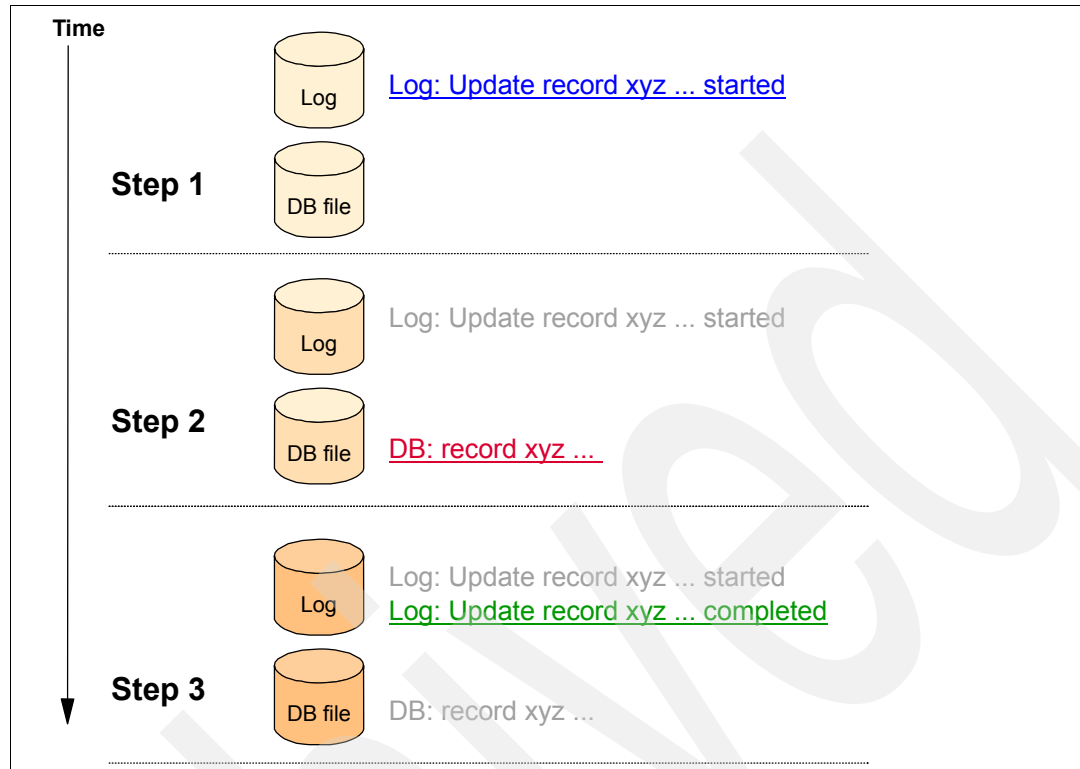 Time
Log
Log: Update record xyz ... started
Step 1
DB file
Log
Log: Update record xyz ... started
Step 2
DB file
DB: record xyz ...
Log
Log: Update record xyz ... started
Log: Update record xyz ... completed
Step 3
DB file
DB: record xyz ...